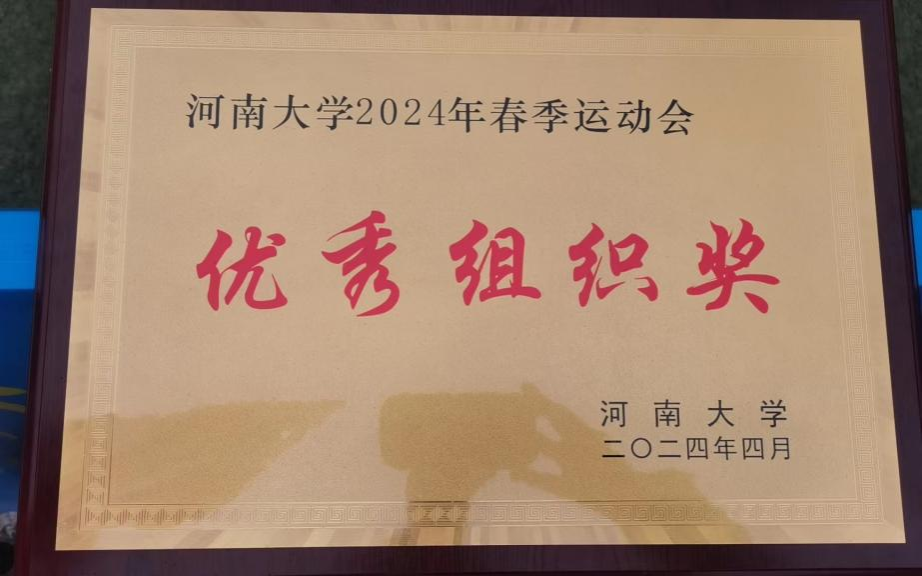 河南大学2024年春季运动会
优秀组织奖
河南大学
二〇二四年四月